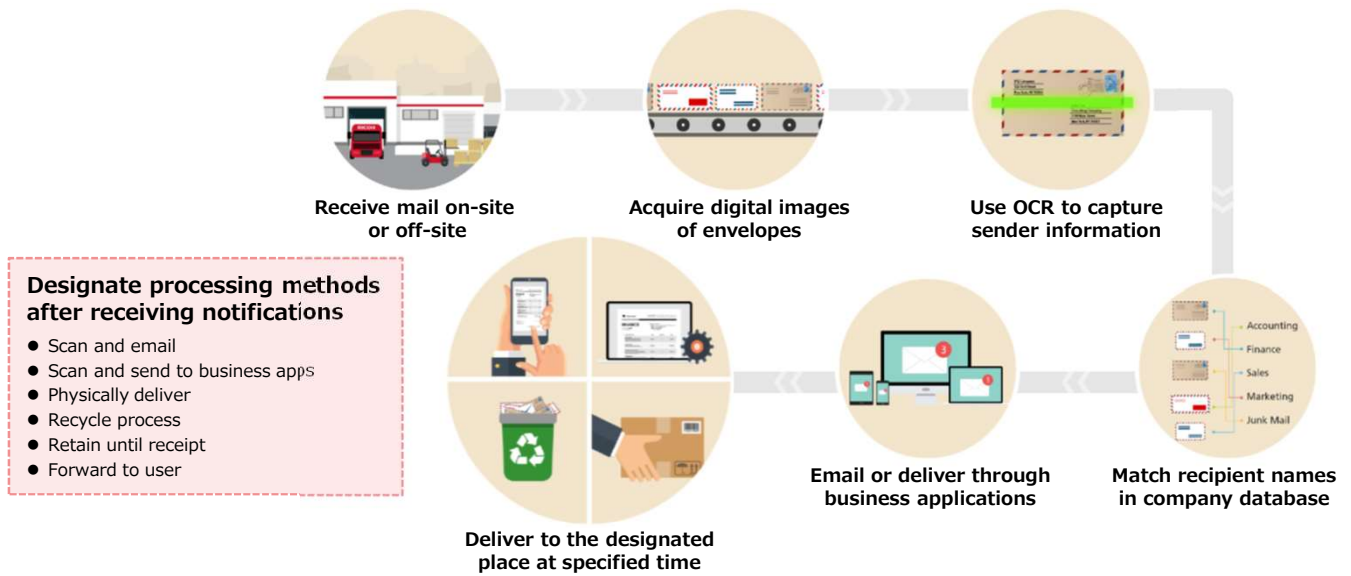 Receive mail on-site
or off-site
Acquire digital images
of envelopes
Use OCR to capture
sender information
Accounting
Finance
Sales
Marketing
Junk Mail
Match recipient names
in company database
3
1
Email or deliver through
business applications
Deliver to the designated
place at specified time
Designate processing methods
after receiving notifications
● Scan and email
● Scan and send to business apps
● Physically deliver
● Recycle process
● Retain until receipt
● Forward to user